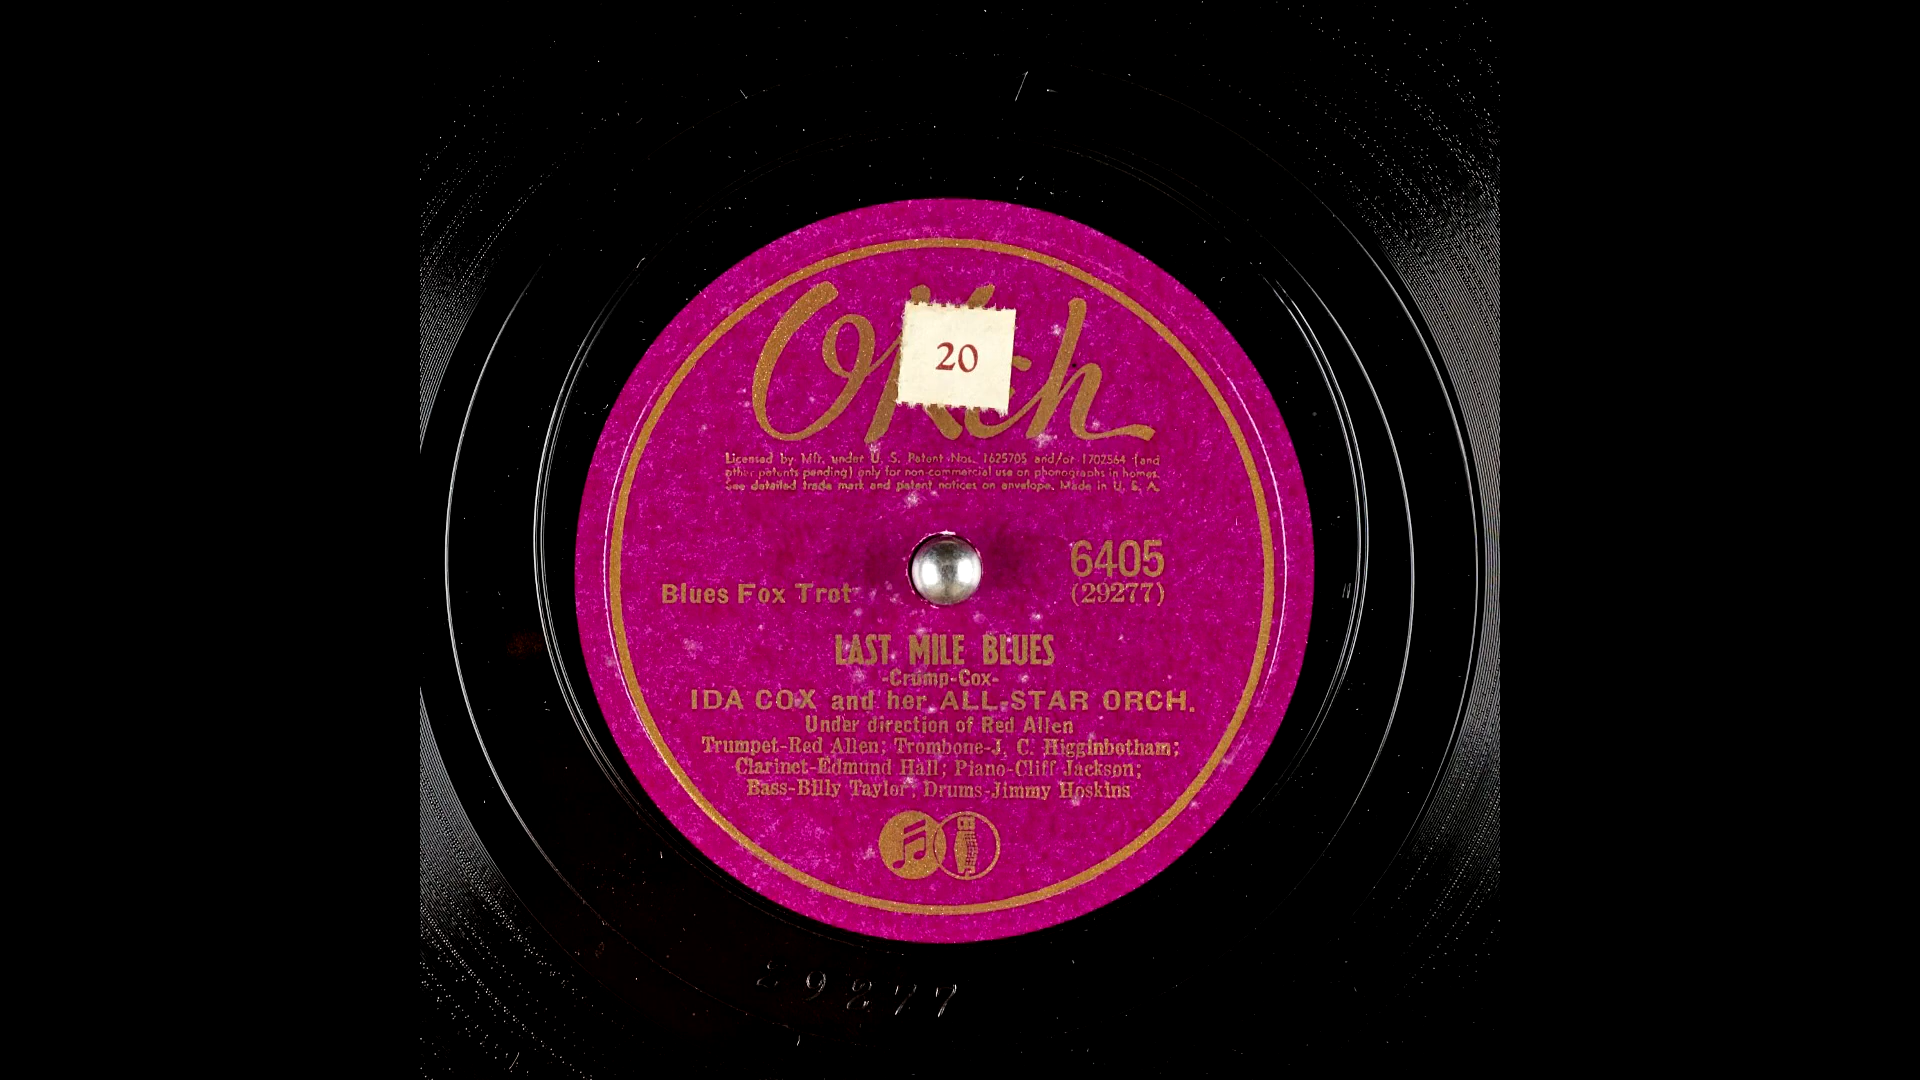 OKeh
20
Licensed by Mfr. under U. S. Patent Nos. 1625705 and/or 1702564 (and
other patents pending) only for non-commercial use on phonographs in homes.
See detailed trade mark and patent notices on envelope. Made in U. S. A.
6405
Blues Fox Trot (29277)
LAST MILE BLUES
-Crump-Cox-
IDA COX and her ALL-STAR ORCH.
Under direction of Red Allen
Trumpet-Red Allen; Trombone-J. C. Higginbotham;
Clarinet-Edmund Hall; Piano-Cliff Jackson;
Bass-Billy Taylor; Drums-Jimmy Hoskins
29277